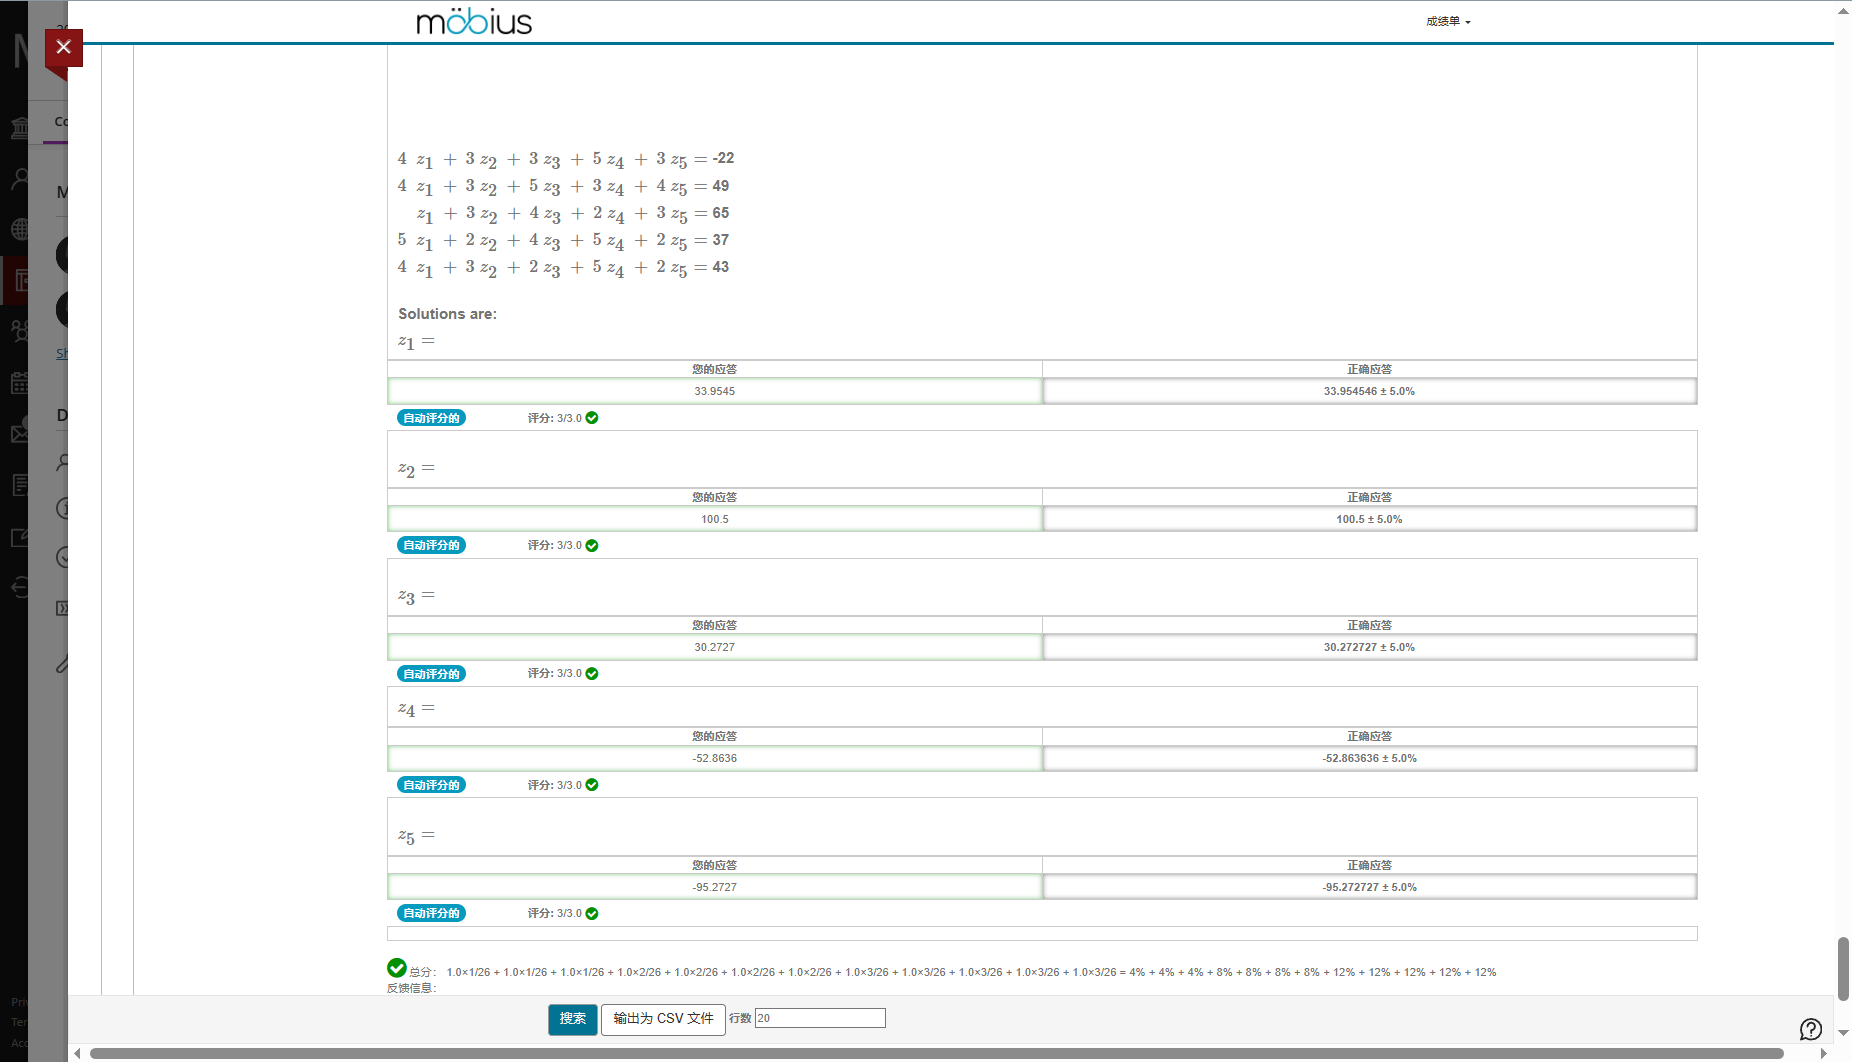 möbius
成绩单
Co
M
Sh
D
Priv
Ter
Acc
4 z1 + 3 z2 + 3 z3 + 5 z4 + 3 z5 = -22
4 z1 + 3 z2 + 5 z3 + 3 z4 + 4 z5 = 49
z1 + 3 z2 + 4 z3 + 2 z4 + 3 z5 = 65
5 z1 + 2 z2 + 4 z3 + 5 z4 + 2 z5 = 37
4 z1 + 3 z2 + 2 z3 + 5 z4 + 2 z5 = 43
Solutions are:
z1 =
您的应答 正确应答
33.9545 33.954546 ± 5.0%
自动评分的 评分: 3/3.0
z2 =
您的应答 正确应答
100.5 100.5 ± 5.0%
自动评分的 评分: 3/3.0
z3 =
您的应答 正确应答
30.2727 30.272727 ± 5.0%
自动评分的 评分: 3/3.0
z4 =
您的应答 正确应答
-52.8636 -52.863636 ± 5.0%
自动评分的 评分: 3/3.0
z5 =
您的应答 正确应答
-95.2727 -95.272727 ± 5.0%
自动评分的 评分: 3/3.0
总分: 1.0×1/26 + 1.0×1/26 + 1.0×1/26 + 1.0×2/26 + 1.0×2/26 + 1.0×2/26 + 1.0×2/26 + 1.0×3/26 + 1.0×3/26 + 1.0×3/26 + 1.0×3/26 + 1.0×3/26 = 4% + 4% + 4% + 8% + 8% + 8% + 8% + 12% + 12% + 12% + 12% + 12%
反馈信息:
搜索 输出为 CSV 文件 行数 20